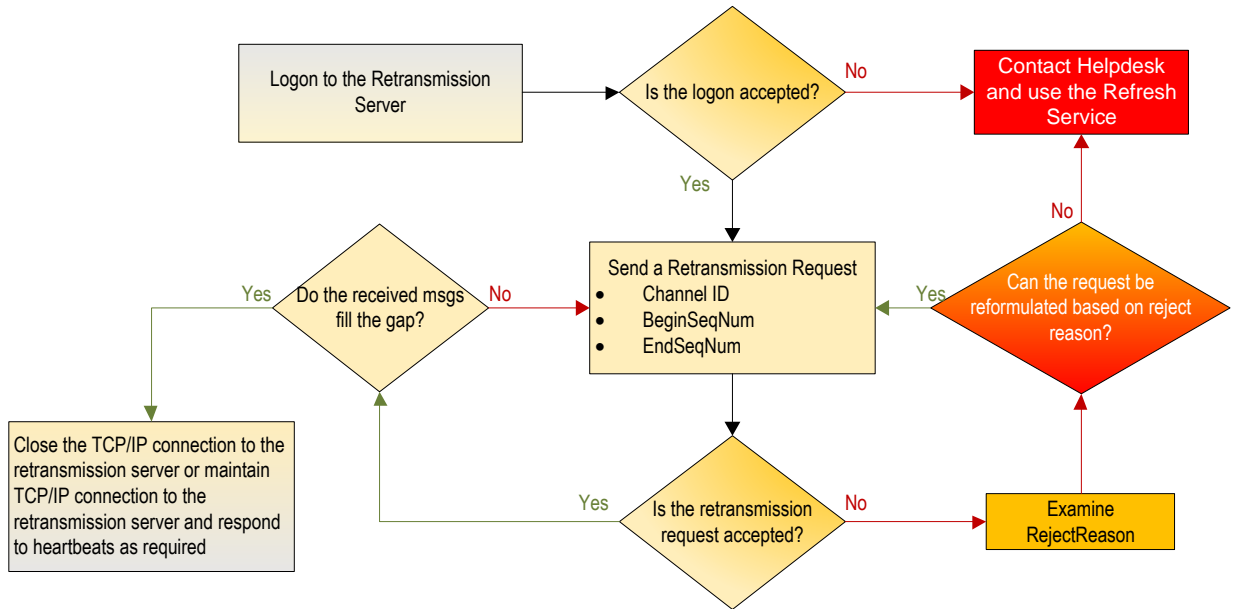 Logon to the Retransmission
Server
Is the logon accepted?
No
Contact Helpdesk
and use the Refresh
Service
Yes
No
Send a Retransmission Request
• Channel ID
• BeginSeqNum
• EndSeqNum
Yes
Do the received msgs
fill the gap?
No
Yes
Can the request be
reformulated based on reject
reason?
Close the TCP/IP connection to the
retransmission server or maintain
TCP/IP connection to the
retransmission server and respond
to heartbeats as required
Yes
Is the retransmission
request accepted?
No
Examine
RejectReason